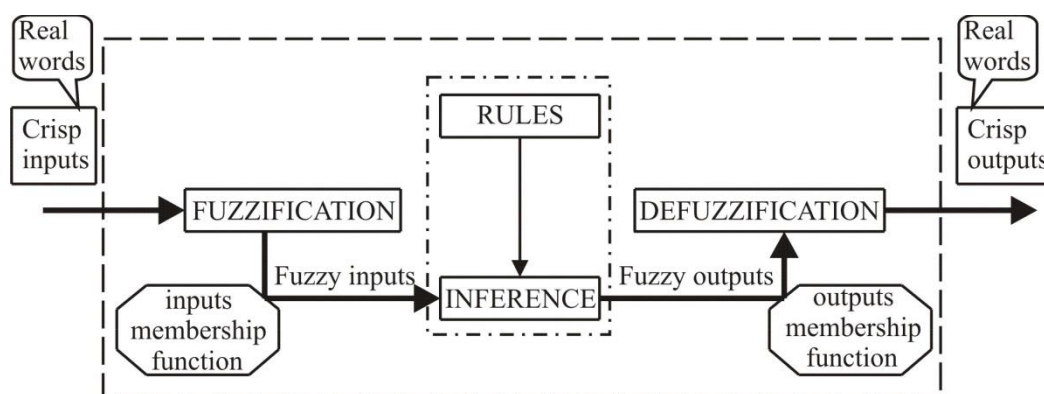 Real
words
Crisp
inputs
RULES
Real
words
Crisp
outputs
FUZZIFICATION
DEFUZZIFICATION
Fuzzy inputs
INFERENCE
Fuzzy outputs
inputs
membership
function
outputs
membership
function